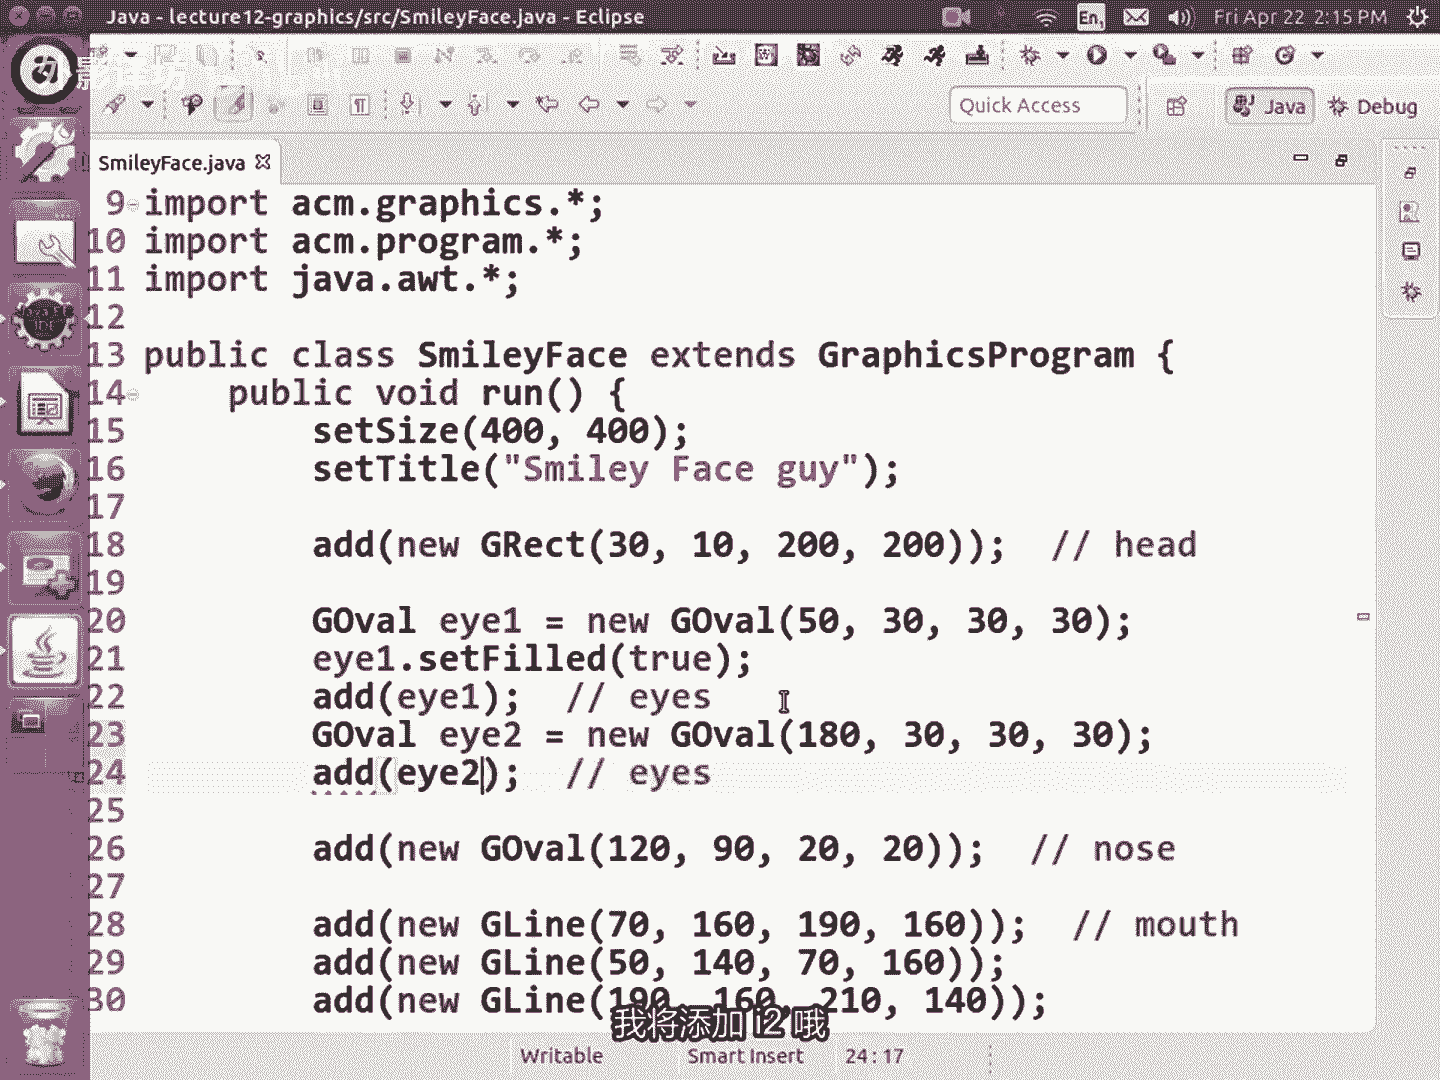 Java - lecture12-graphics/src/SmileyFace.java - Eclipse
En
Fri Apr 22 2:15 PM
Quick Access
Java
Debug
SmileyFace.java
9 import acm.graphics.*;
10 import acm.program.*;
11 import java.awt.*;
12
13 public class SmileyFace extends GraphicsProgram {
14 public void run() {
15 setSize(400, 400);
16 setTitle("Smiley Face guy");
17
18 add(new GRect(30, 10, 200, 200)); // head
19
20 GOval eye1 = new GOval(50, 30, 30, 30);
21 eye1.setFilled(true);
22 add(eye1); // eyes
23 GOval eye2 = new GOval(180, 30, 30, 30);
24 add(eye2); // eyes
25
26 add(new GOval(120, 90, 20, 20)); // nose
27
28 add(new GLine(70, 160, 190, 160)); // mouth
29 add(new GLine(50, 140, 70, 160));
30 add(new GLine(190, 160, 210, 140));
我将添加 i2 哦
Writable
Smart Insert
24 : 17